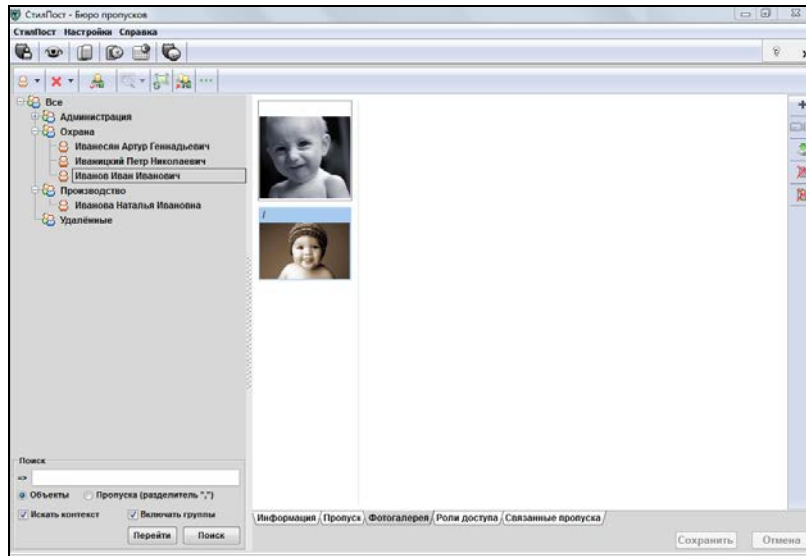 СтилПост - Бюро пропусков
СтилПост Настройки Справка
Все
Администрация
Охрана
Иванесян Артур Геннадьевич
Иваницкий Петр Николаевич
Иванов Иван Иванович
Производство
Иванова Наталья Ивановна
Удалённые
Поиск
=>
Объекты Пропуска (разделитель ",")
Искать контекст Включать группы
Перейти Поиск
Информация Пропуск Фотогалерея Роли доступа Связанные пропуска
Сохранить Отмена